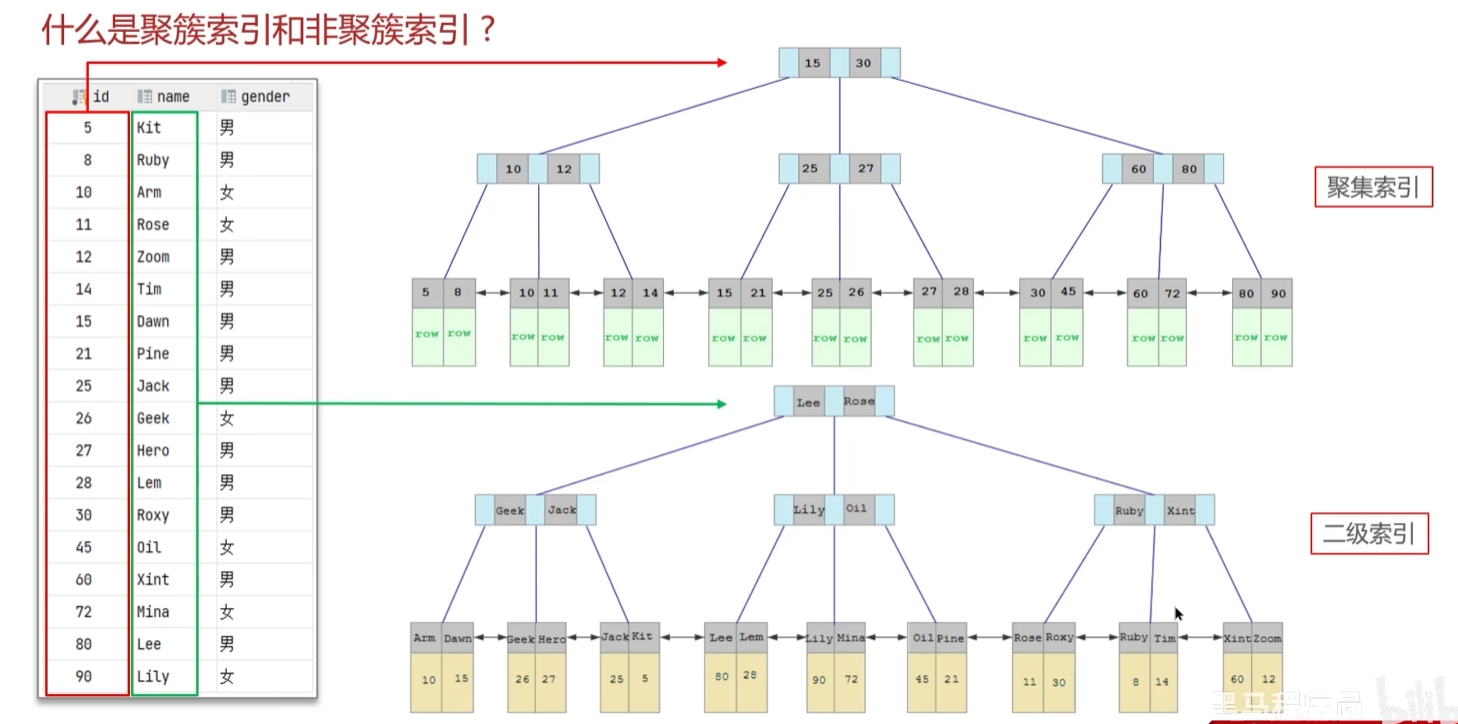 什么是聚簇索引和非聚簇索引？
id name gender
5 Kit 男
8 Ruby 男
10 Arm 女
11 Rose 女
12 Zoom 男
14 Tim 男
15 Dawn 男
21 Pine 男
25 Jack 男
26 Geek 女
27 Hero 男
28 Lem 男
30 Roxy 男
45 Oil 女
60 Xint 男
72 Mina 女
80 Lee 男
90 Lily 女
15 30
10 12 25 27 60 80
聚集索引
5 8 10 11 12 14 15 21 25 26 27 28 30 45 60 72 80 90
row row row row row row row row row row row row row row row row row row
Lee Rose
Geek Jack Lily Oil Ruby Xint
二级索引
Arm Dawn Geek Hero Jack Kit Lee Lem Lily Mina Oil Pine Rose Roxy Ruby Tim Xint Zoom
10 15 26 27 25 5 80 28 90 72 45 21 11 30 8 14 60 12
黑马程序员 bilib